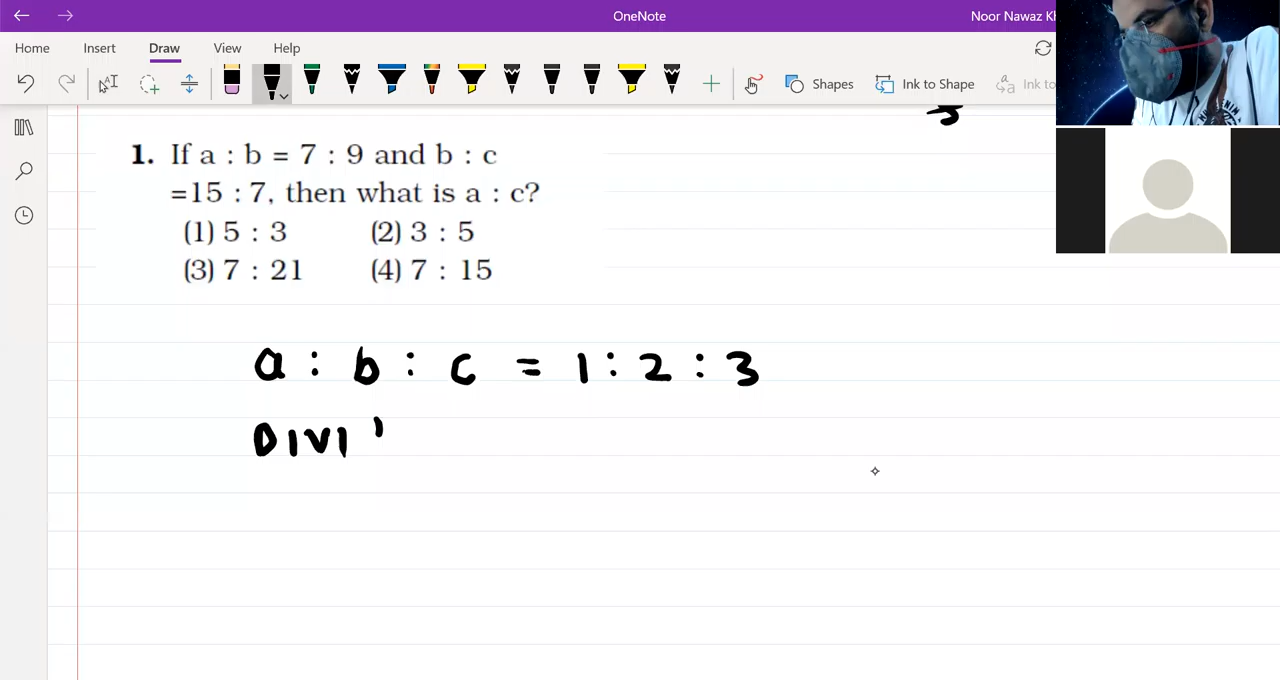 OneNote
Noor Nawaz Kh
Home Insert Draw View Help
Shapes Ink to Shape Ink to
1. If a : b = 7 : 9 and b : c
=15 : 7, then what is a : c?
(1) 5 : 3 (2) 3 : 5
(3) 7 : 21 (4) 7 : 15
a : b : c = 1 : 2 : 3
DIVI